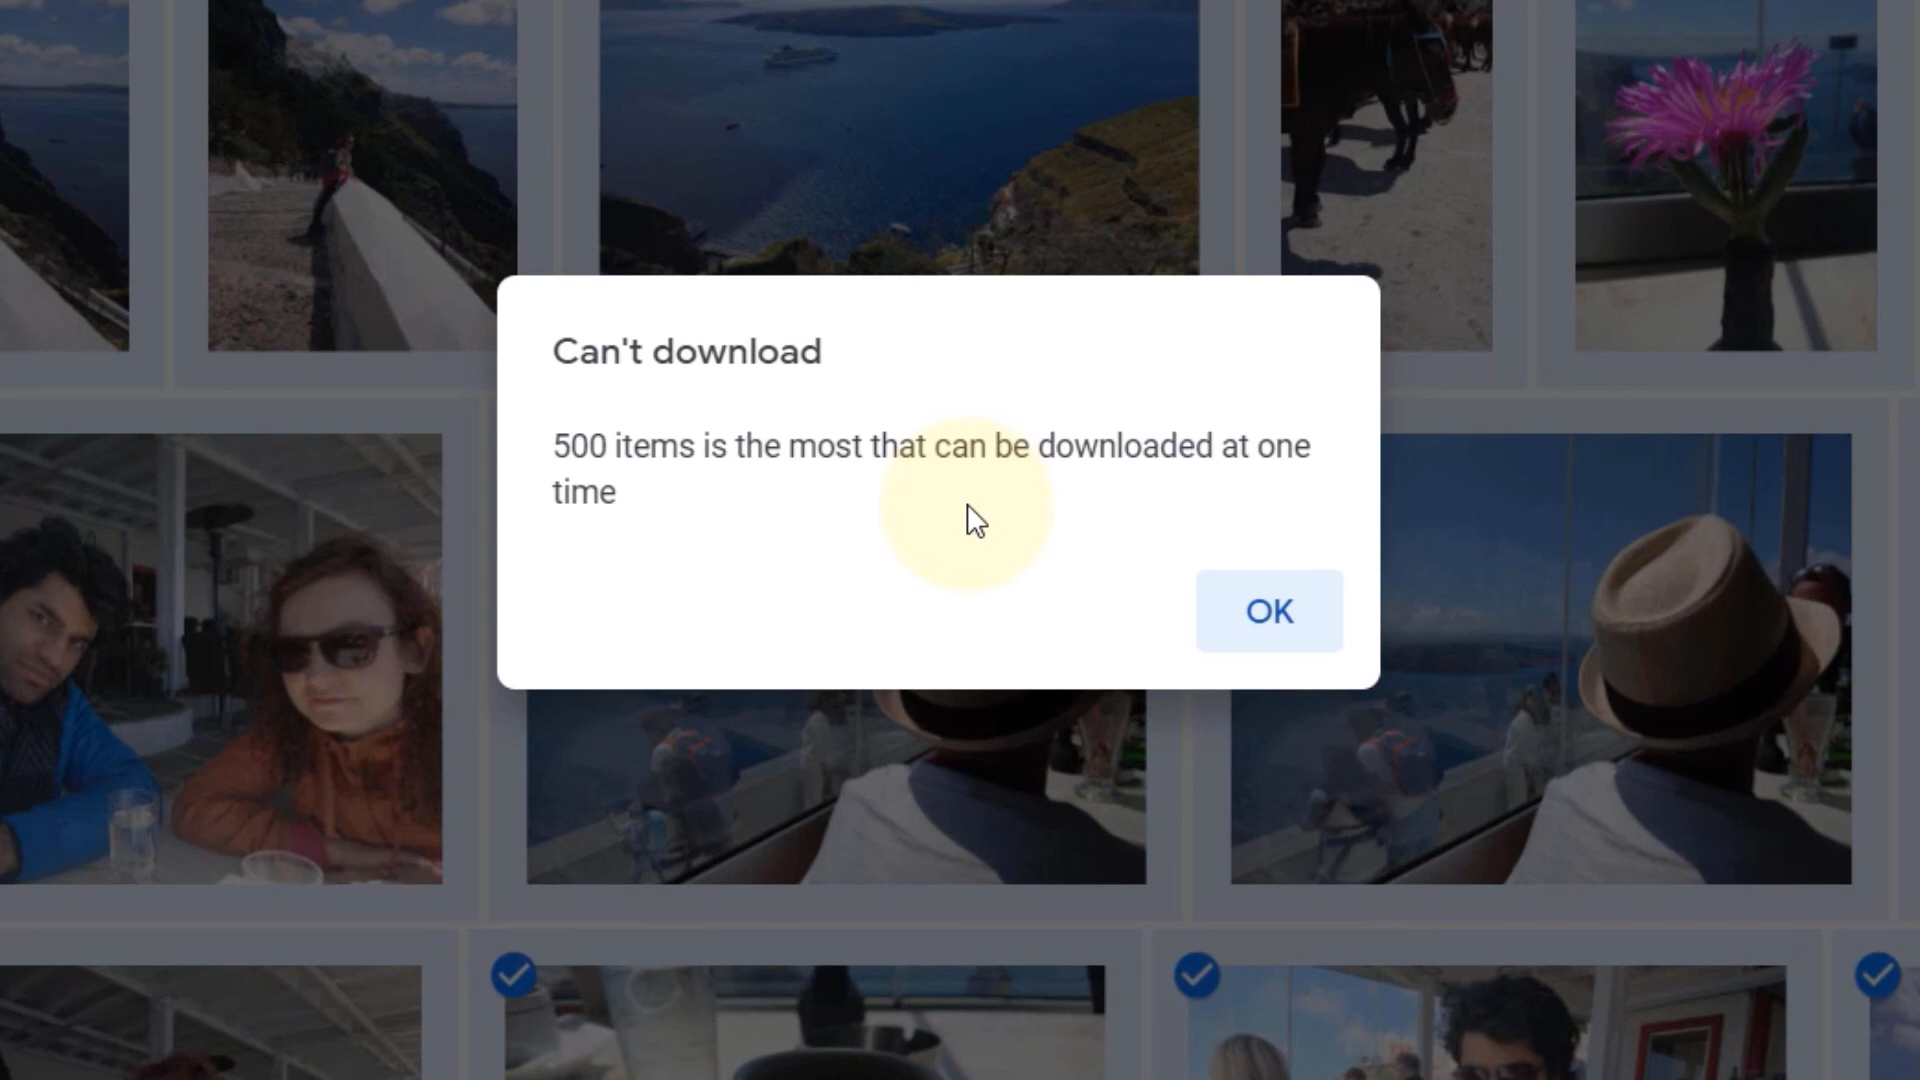 Can't download
500 items is the most that can be downloaded at one
time
OK